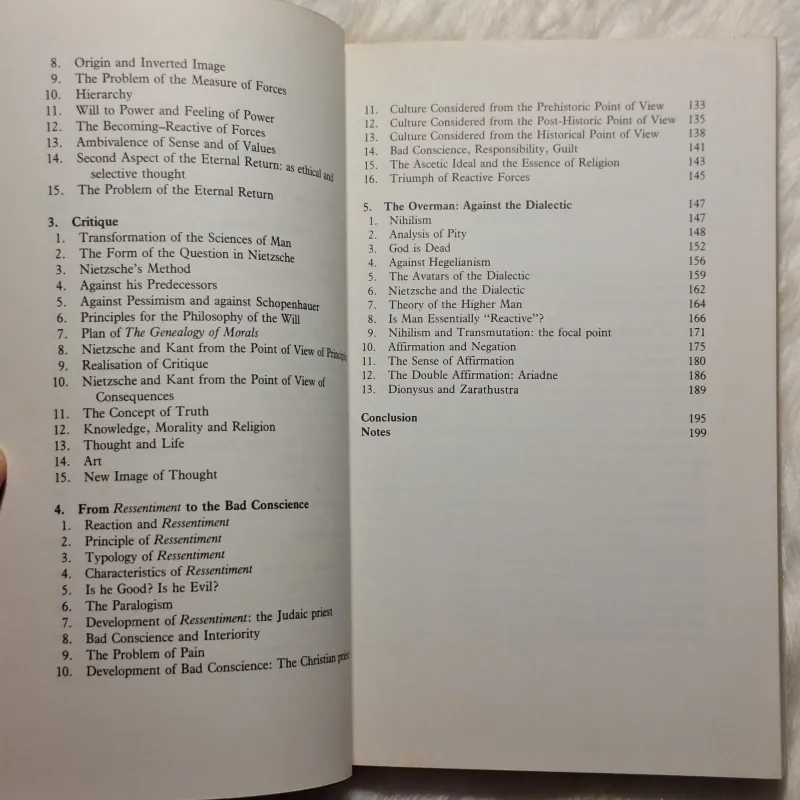 8. Origin and Inverted Image
9. The Problem of the Measure of Forces
10. Hierarchy
11. Will to Power and Feeling of Power
12. The Becoming–Reactive of Forces
13. Ambivalence of Sense and of Values
14. Second Aspect of the Eternal Return: as ethical and
selective thought
15. The Problem of the Eternal Return
3. Critique
1. Transformation of the Sciences of Man
2. The Form of the Question in Nietzsche
3. Nietzsche's Method
4. Against his Predecessors
5. Against Pessimism and against Schopenhauer
6. Principles for the Philosophy of the Will
7. Plan of The Genealogy of Morals
8. Nietzsche and Kant from the Point of View of Principles
9. Realisation of Critique
10. Nietzsche and Kant from the Point of View of
Consequences
11. The Concept of Truth
12. Knowledge, Morality and Religion
13. Thought and Life
14. Art
15. New Image of Thought
4. From Ressentiment to the Bad Conscience
1. Reaction and Ressentiment
2. Principle of Ressentiment
3. Typology of Ressentiment
4. Characteristics of Ressentiment
5. Is he Good? Is he Evil?
6. The Paralogism
7. Development of Ressentiment: the Judaic priest
8. Bad Conscience and Interiority
9. The Problem of Pain
10. Development of Bad Conscience: The Christian priest
11. Culture Considered from the Prehistoric Point of View 133
12. Culture Considered from the Post-Historic Point of View 135
13. Culture Considered from the Historical Point of View 138
14. Bad Conscience, Responsibility, Guilt 141
15. The Ascetic Ideal and the Essence of Religion 143
16. Triumph of Reactive Forces 145
5. The Overman: Against the Dialectic 147
1. Nihilism 147
2. Analysis of Pity 148
3. God is Dead 152
4. Against Hegelianism 156
5. The Avatars of the Dialectic 159
6. Nietzsche and the Dialectic 162
7. Theory of the Higher Man 164
8. Is Man Essentially “Reactive”? 166
9. Nihilism and Transmutation: the focal point 171
10. Affirmation and Negation 175
11. The Sense of Affirmation 180
12. The Double Affirmation: Ariadne 186
13. Dionysus and Zarathustra 189
Conclusion 195
Notes 199